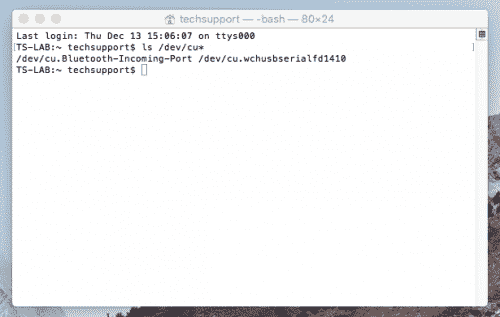 techsupport — -bash — 80×24
Last login: Thu Dec 13 15:06:07 on ttys000
[TS-LAB:~ techsupport$ ls /dev/cu* ]
/dev/cu.Bluetooth-Incoming-Port /dev/cu.wchusbserialfd1410
TS-LAB:~ techsupport$